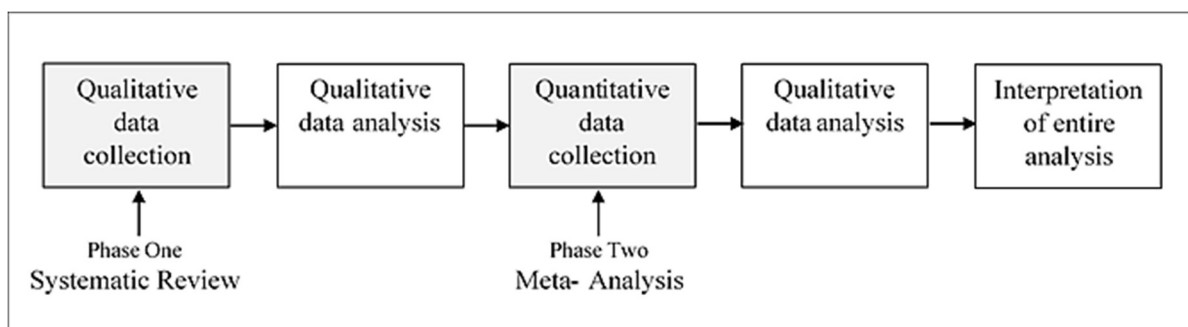 Qualitative
data
collection
Qualitative
data analysis
Quantitative
data
collection
Qualitative
data analysis
Interpretation
of entire
analysis
Phase One
Systematic Review
Phase Two
Meta- Analysis